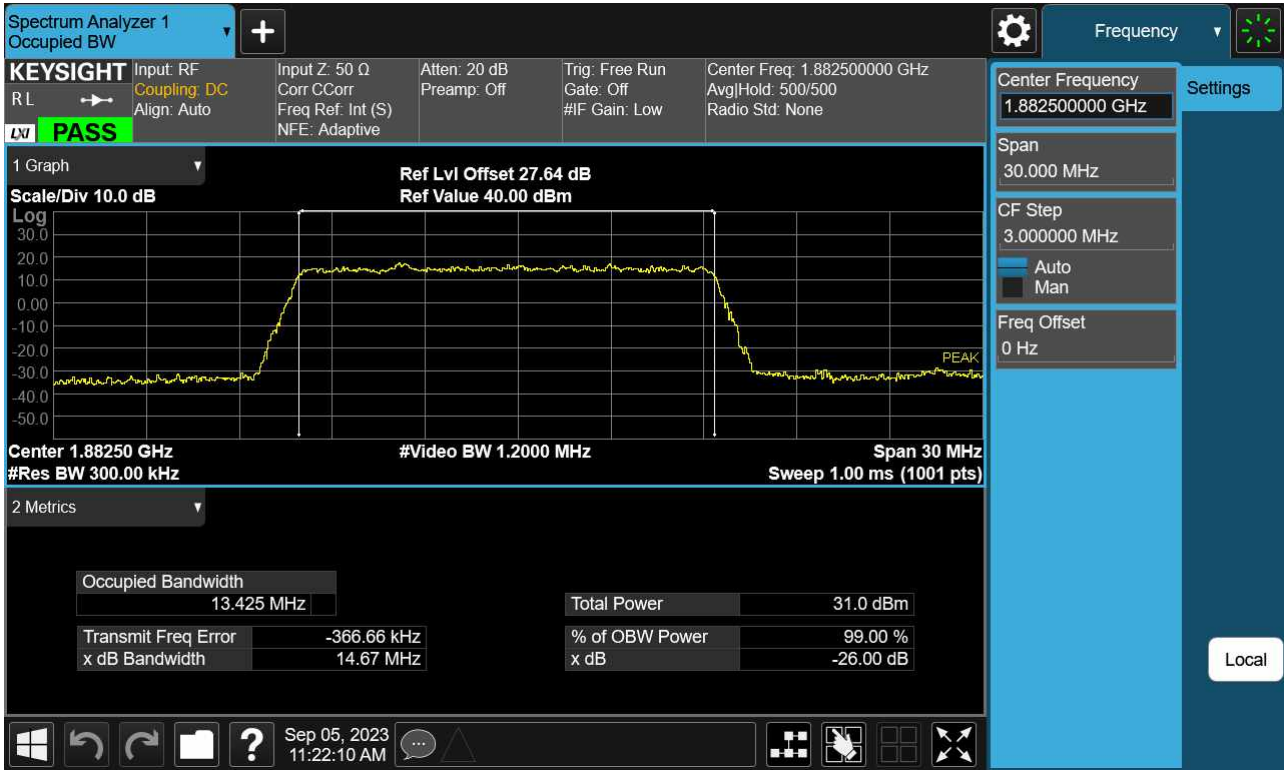 Spectrum Analyzer 1
Occupied BW
+
Frequency
KEYSIGHT
R L
LXI
PASS
Input: RF
Coupling: DC
Align: Auto
Input Z: 50 Ω
Corr CCorr
Freq Ref: Int (S)
NFE: Adaptive
Atten: 20 dB
Preamp: Off
Trig: Free Run
Gate: Off
#IF Gain: Low
Center Freq: 1.882500000 GHz
Avg|Hold: 500/500
Radio Std: None
Center Frequency
1.882500000 GHz
Settings
Span
30.000 MHz
CF Step
3.000000 MHz
Auto
Man
Freq Offset
0 Hz
1 Graph
Scale/Div 10.0 dB
Ref Lvl Offset 27.64 dB
Ref Value 40.00 dBm
Log
30.0
20.0
10.0
0.00
-10.0
-20.0
-30.0
-40.0
-50.0
PEAK
Center 1.88250 GHz
#Video BW 1.2000 MHz
Span 30 MHz
#Res BW 300.00 kHz
Sweep 1.00 ms (1001 pts)
2 Metrics
Occupied Bandwidth
13.425 MHz
Total Power 31.0 dBm
Transmit Freq Error -366.66 kHz
% of OBW Power 99.00 %
x dB Bandwidth 14.67 MHz
x dB -26.00 dB
Local
?
Sep 05, 2023
11:22:10 AM